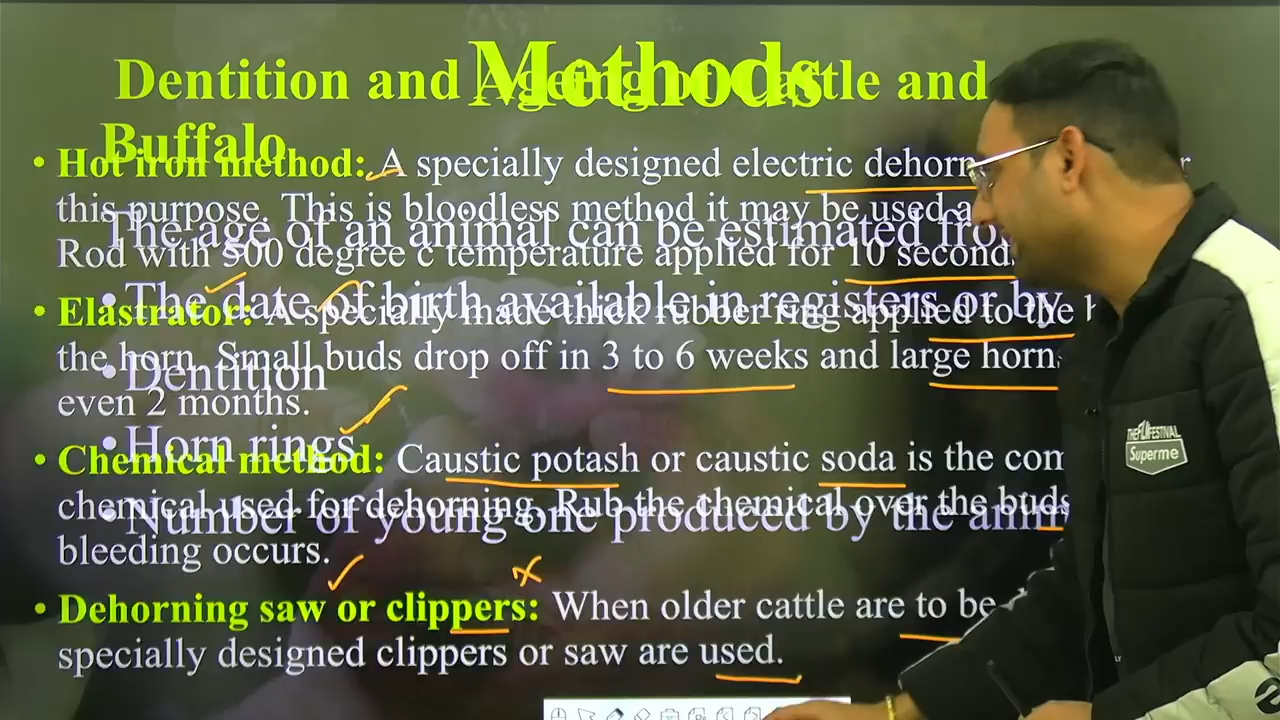 Methods
• Hot iron method: A specially designed electric dehorn
this purpose. This is bloodless method it may be used
Rod with 500 degree c temperature applied for 10 second
• Elastrator: A specially made thick rubber ring applied to the
the horn. Small buds drop off in 3 to 6 weeks and large horn
even 2 months.
• Chemical method: Caustic potash or caustic soda is the
chemical used for dehorning. Rub the chemical over the buds
bleeding occurs.
• Dehorning saw or clippers: When older cattle are to be
specially designed clippers or saw are used.
Dentition and Ageing of Cattle and
Buffalo
The age of an animal can be estimated
• The date of birth available in registers or by
• Dentition
• Horn rings
• Number of young one produced by the
THE FILM FESTIVAL
Superme